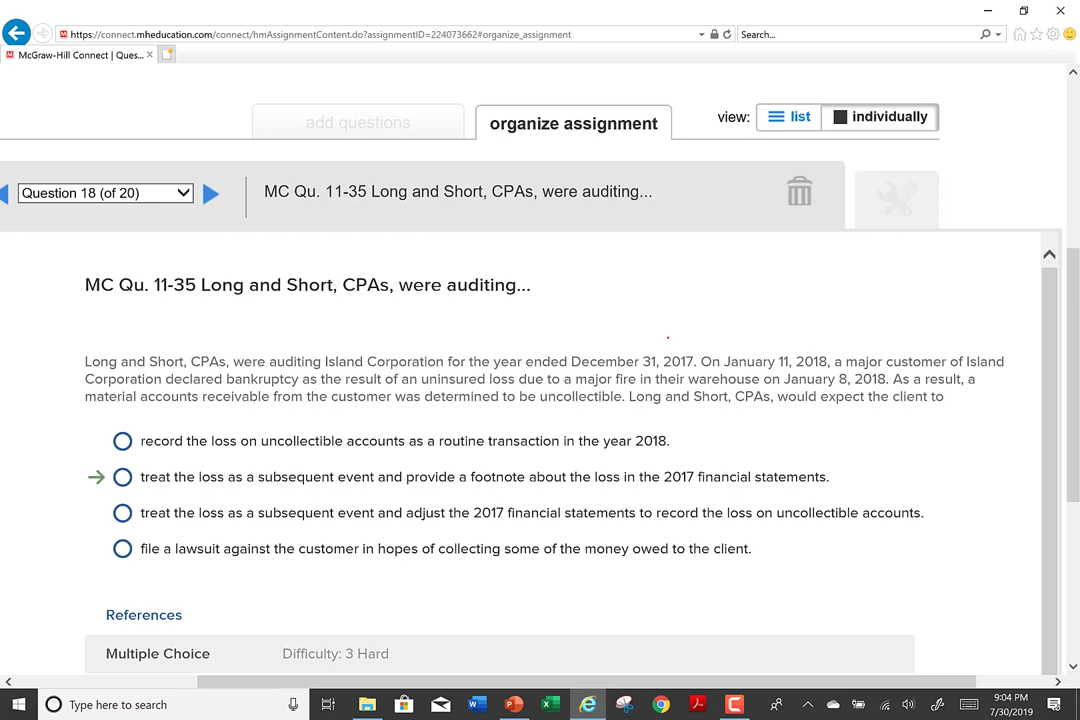 https://connect.mheducation.com/connect/hmAssignmentContent.do?assignmentID=224073662#organize_assignment
Search...
McGraw-Hill Connect | Ques...
add questions
organize assignment
view:
list
individually
Question 18 (of 20)
MC Qu. 11-35 Long and Short, CPAs, were auditing...
MC Qu. 11-35 Long and Short, CPAs, were auditing...
Long and Short, CPAs, were auditing Island Corporation for the year ended December 31, 2017. On January 11, 2018, a major customer of Island
Corporation declared bankruptcy as the result of an uninsured loss due to a major fire in their warehouse on January 8, 2018. As a result, a
material accounts receivable from the customer was determined to be uncollectible. Long and Short, CPAs, would expect the client to
record the loss on uncollectible accounts as a routine transaction in the year 2018.
treat the loss as a subsequent event and provide a footnote about the loss in the 2017 financial statements.
treat the loss as a subsequent event and adjust the 2017 financial statements to record the loss on uncollectible accounts.
file a lawsuit against the customer in hopes of collecting some of the money owed to the client.
References
Multiple Choice
Difficulty: 3 Hard
Type here to search
9:04 PM
7/30/2019